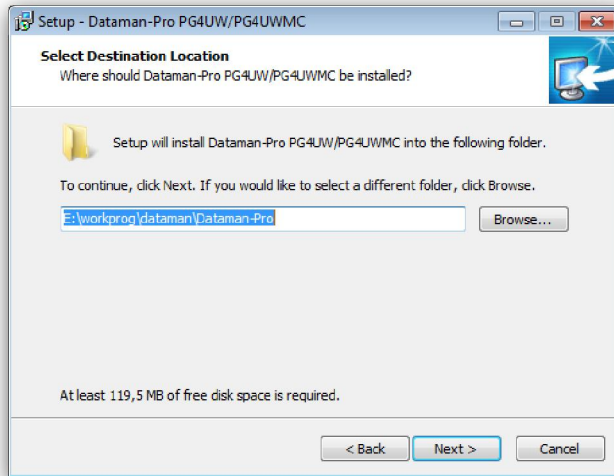 Setup - Dataman-Pro PG4UW/PG4UWMC
Select Destination Location
Where should Dataman-Pro PG4UW/PG4UWMC be installed?
Setup will install Dataman-Pro PG4UW/PG4UWMC into the following folder.
To continue, click Next. If you would like to select a different folder, click Browse.
E:\workprog\dataman\Dataman-Pro
Browse...
At least 119,5 MB of free disk space is required.
< Back
Next >
Cancel